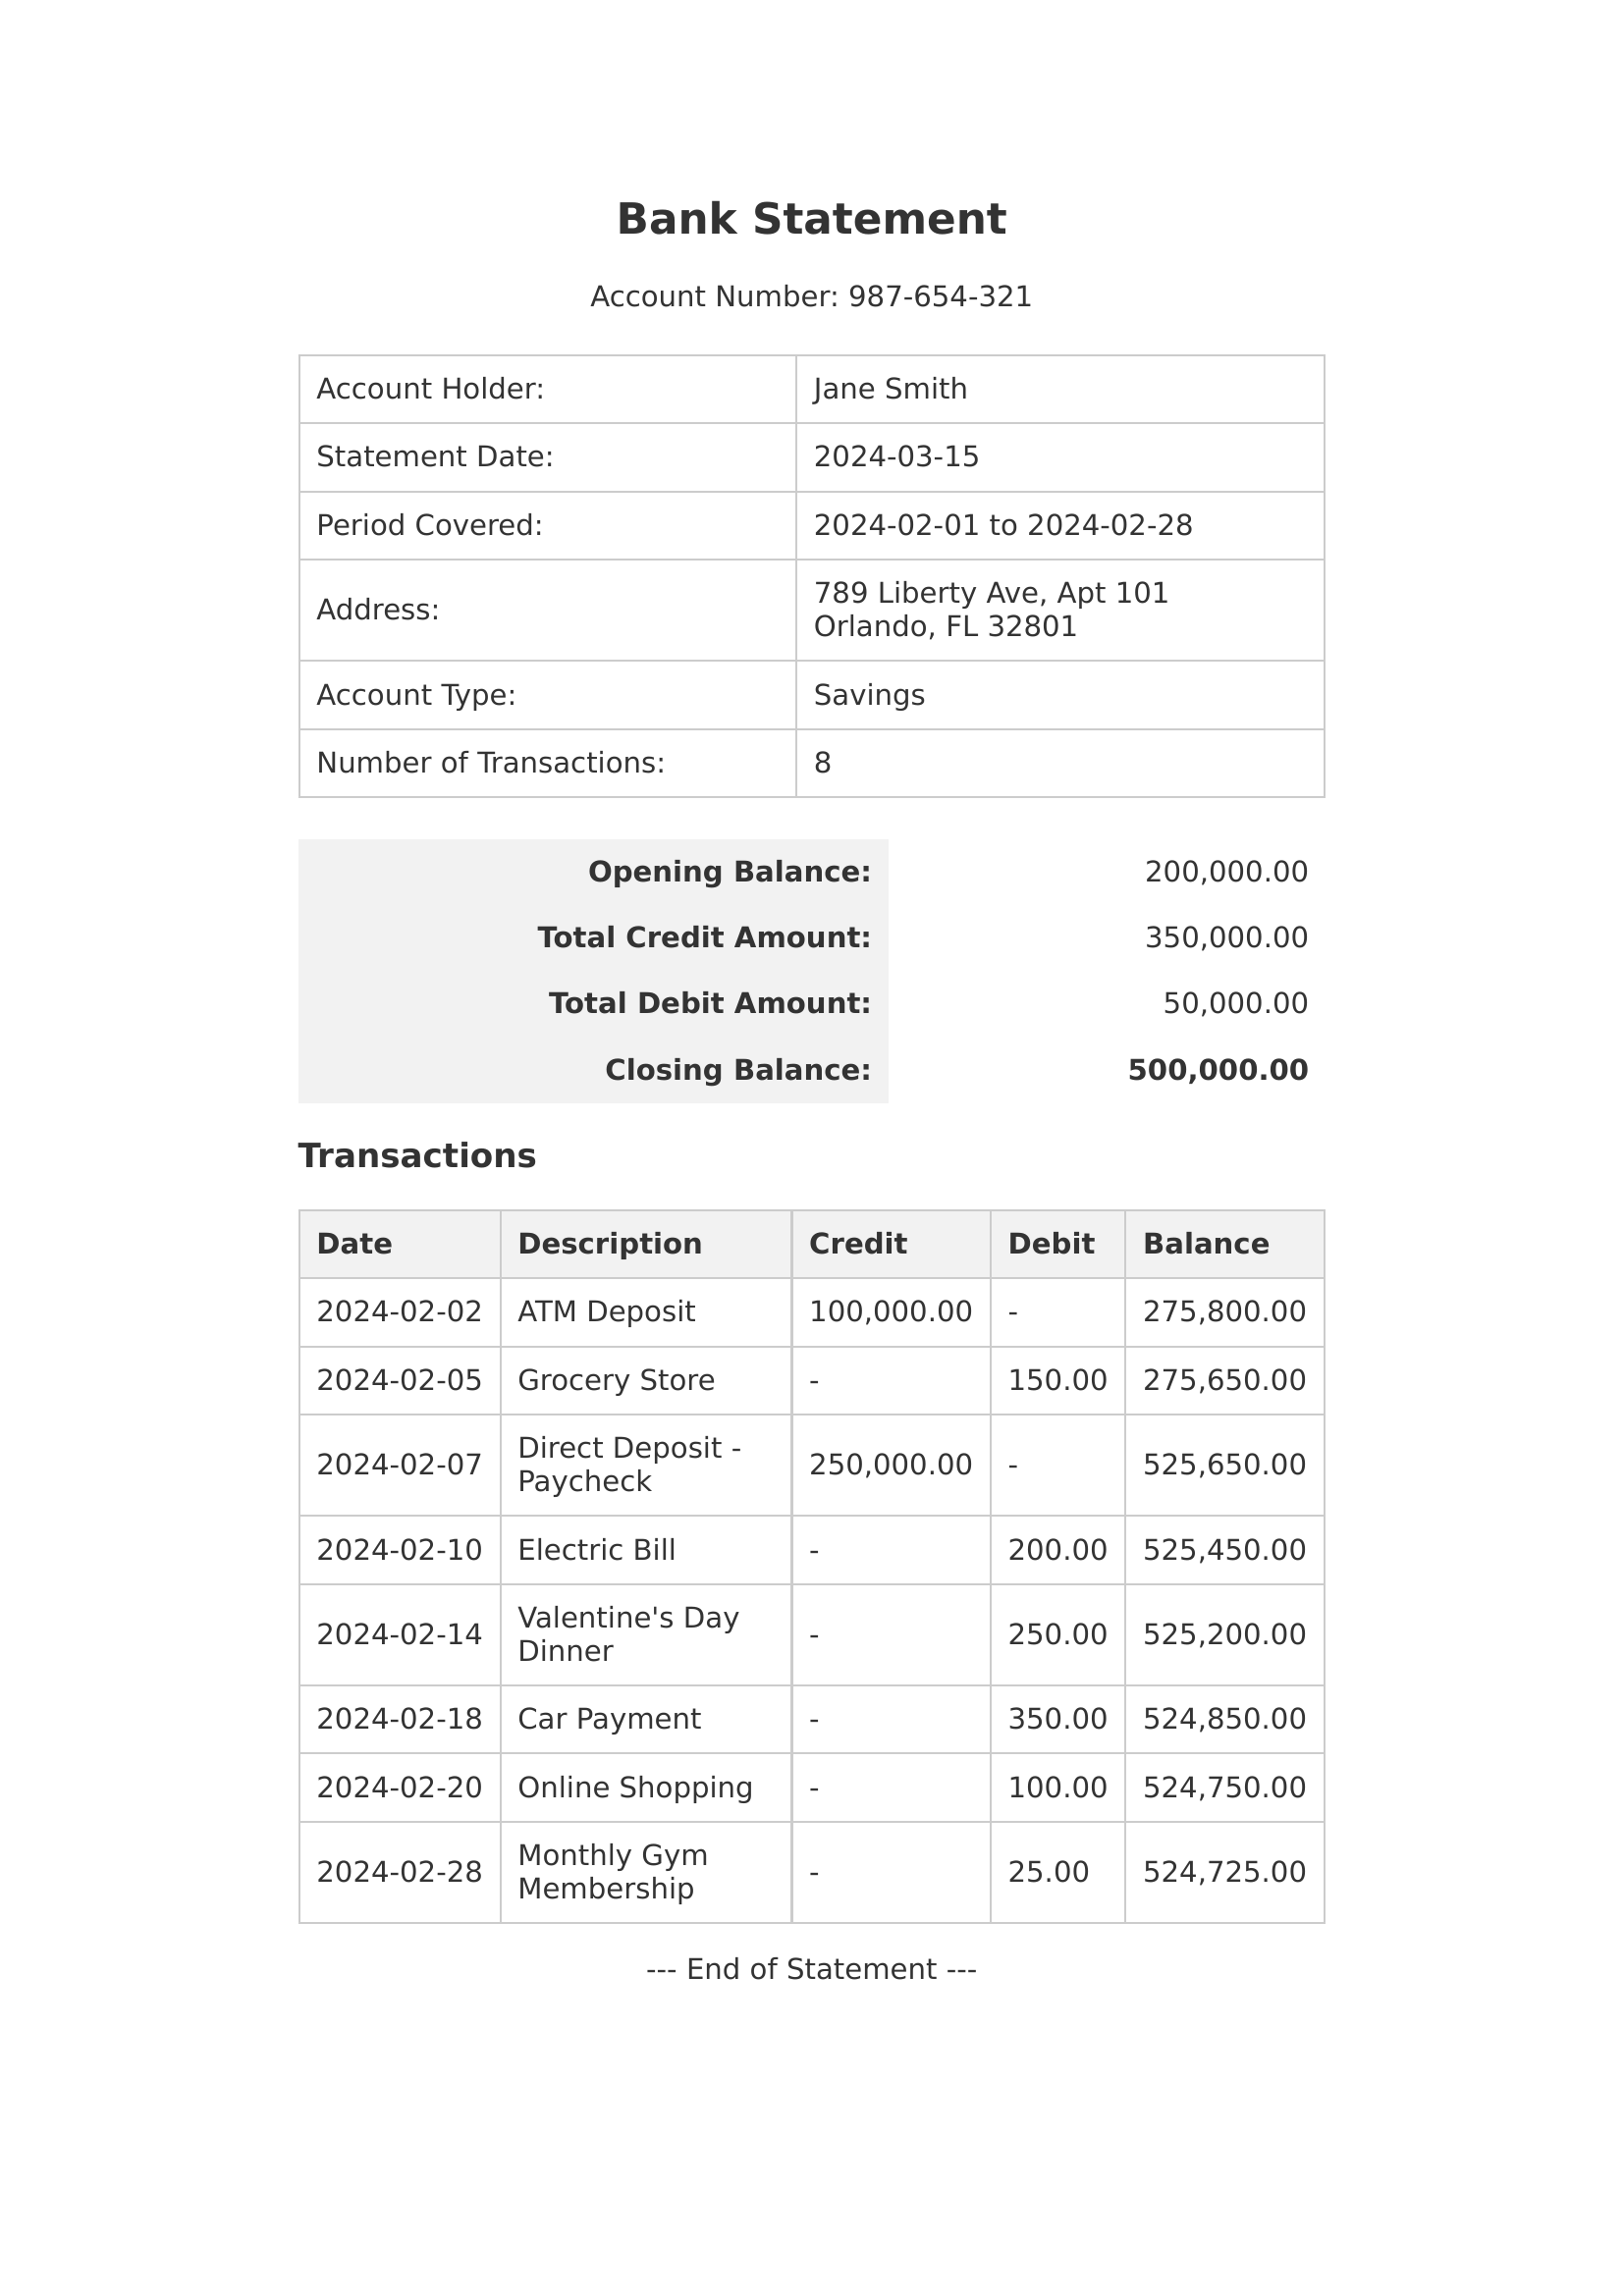 Bank Statement
Account Number: 987-654-321
Account Holder: Jane Smith
Statement Date: 2024-03-15
Period Covered: 2024-02-01 to 2024-02-28
Address: 789 Liberty Ave, Apt 101
Orlando, FL 32801
Account Type: Savings
Number of Transactions: 8
Opening Balance: 200,000.00
Total Credit Amount: 350,000.00
Total Debit Amount: 50,000.00
Closing Balance: 500,000.00
Transactions
Date Description Credit Debit Balance
2024-02-02 ATM Deposit 100,000.00 - 275,800.00
2024-02-05 Grocery Store - 150.00 275,650.00
2024-02-07 Direct Deposit - 
Paycheck 250,000.00 - 525,650.00
2024-02-10 Electric Bill - 200.00 525,450.00
2024-02-14 Valentine's Day
Dinner - 250.00 525,200.00
2024-02-18 Car Payment - 350.00 524,850.00
2024-02-20 Online Shopping - 100.00 524,750.00
2024-02-28 Monthly Gym
Membership - 25.00 524,725.00
--- End of Statement ---